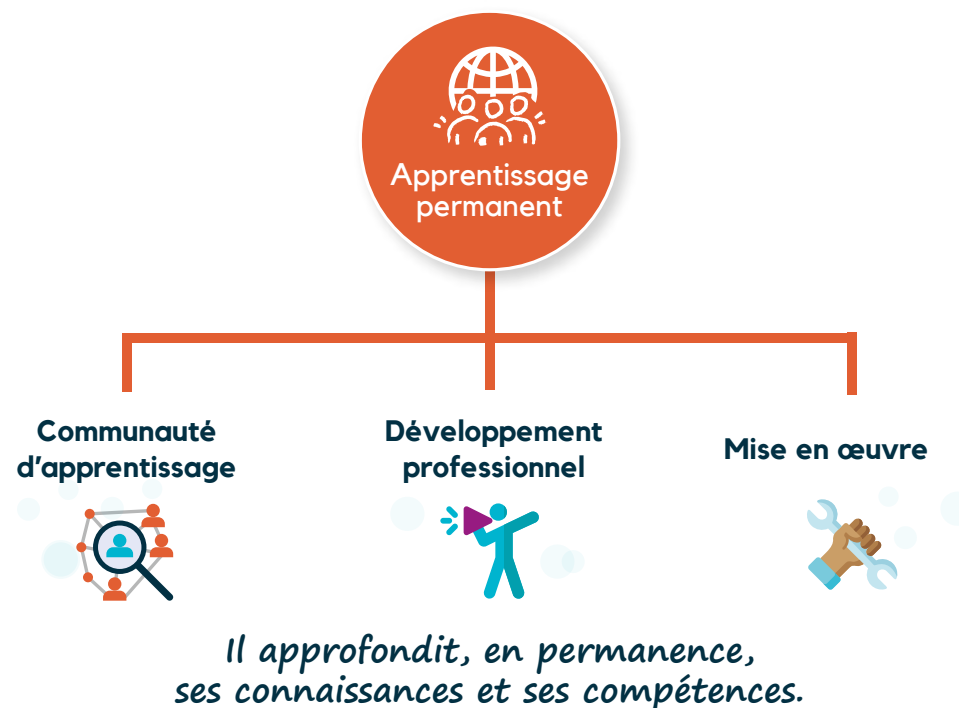 Apprentissage
permanent
Communauté
d'apprentissage
Développement
professionnel
Mise en œuvre
Il approfondit, en permanence,
ses connaissances et ses compétences.